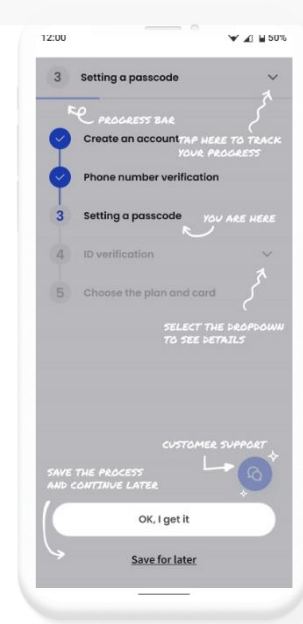 12:00 50%
3 Setting a passcode
PROGRESS BAR
Create an account
TAP HERE TO TRACK
YOUR PROGRESS
Phone number verification
3 Setting a passcode
YOU ARE HERE
4 ID verification
5 Choose the plan and card
SELECT THE DROPDOWN
TO SEE DETAILS
CUSTOMER SUPPORT
SAVE THE PROCESS
AND CONTINUE LATER
OK, I get it
Save for later